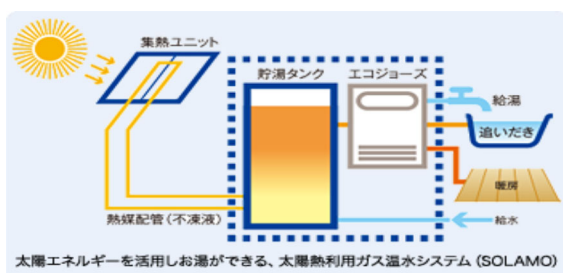 集熱ユニット
貯湯タンク
エコジョーズ
給湯
追いだき
暖房
熱媒配管(不凍液)
給水
太陽エネルギーを活用しお湯ができる、太陽熱利用ガス温水システム(SOLAMO)